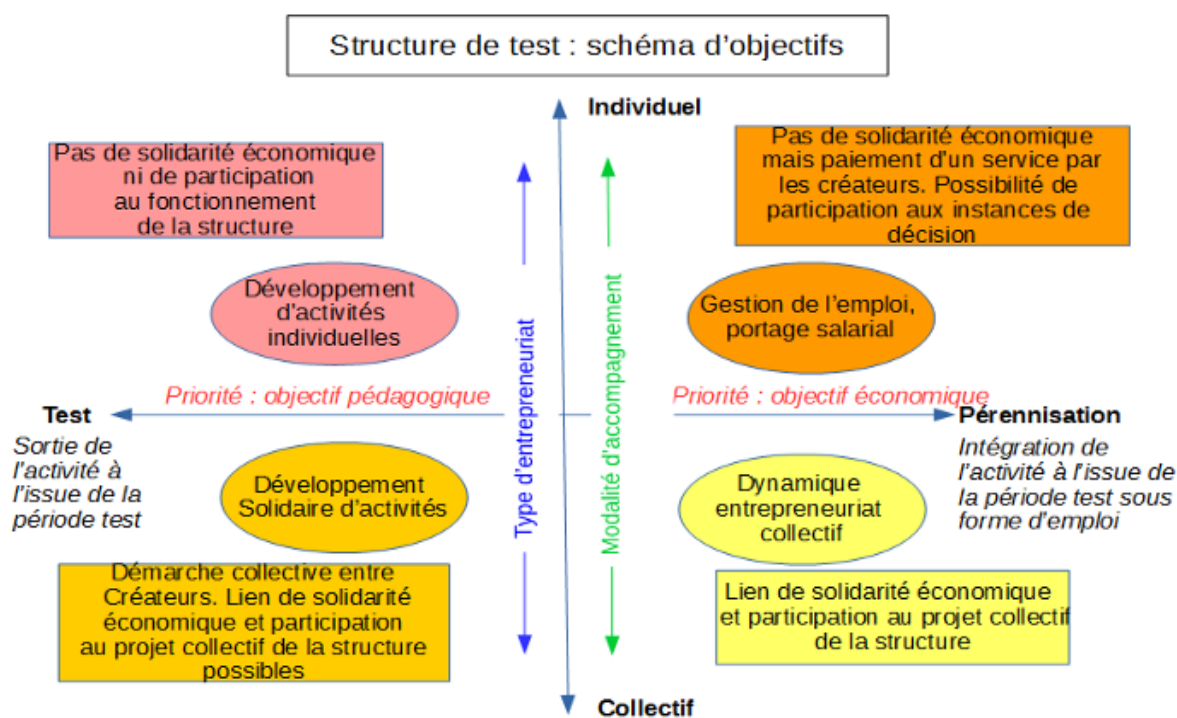 Structure de test : schéma d'objectifs
Individuel
Pas de solidarité économique
ni de participation
au fonctionnement
de la structure
Pas de solidarité économique
mais paiement d'un service par
les créateurs. Possibilité de
participation aux instances de
décision
Développement
d'activités
individuelles
Gestion de l'emploi,
portage salarial
Type d'entrepreneuriat
Modalité d'accompagnement
Priorité : objectif pédagogique
Priorité : objectif économique
Test
Sortie de
l'activité à
l'issue de la
période test
Pérennisation
Intégration de
l'activité à l'issue de
la période test sous
forme d'emploi
Développement
Solidaire d'activités
Dynamique
entrepreneuriat
collectif
Démarche collective entre
Créateurs. Lien de solidarité
économique et participation
au projet collectif de la structure
possibles
Lien de solidarité économique
et participation au projet collectif
de la structure
Collectif